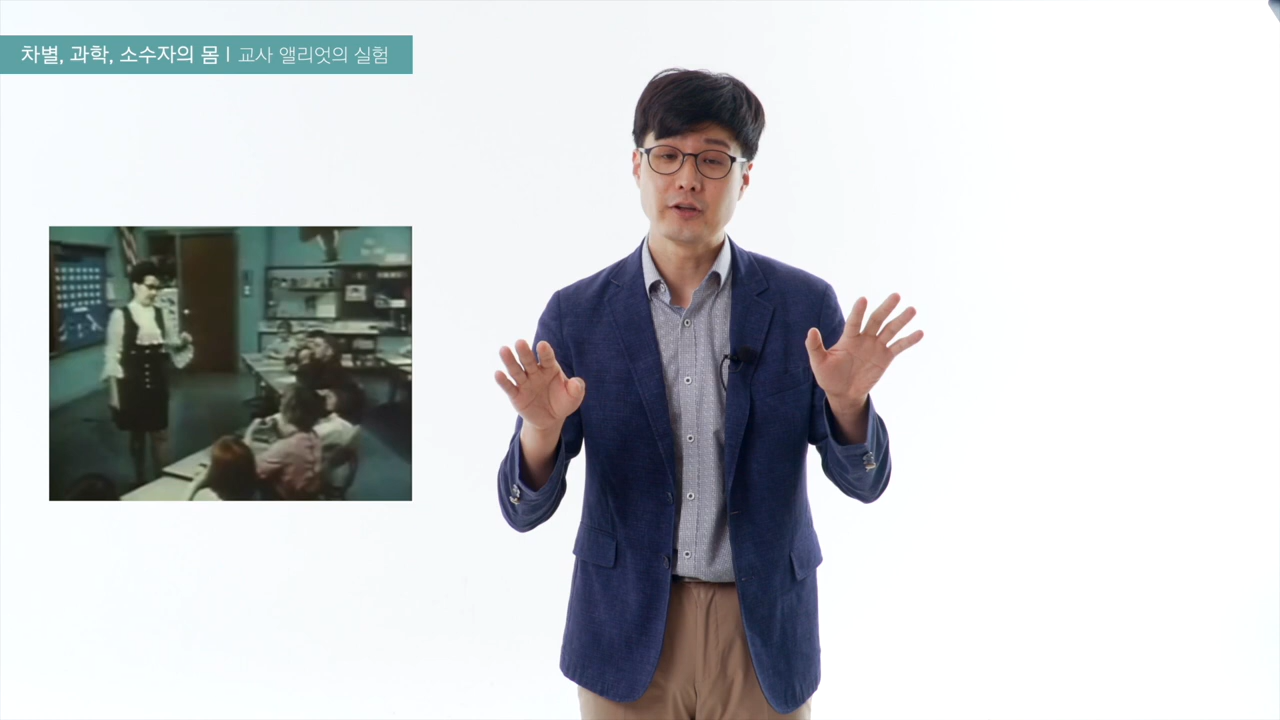 차별, 과학, 소수자의 몸 | 교사 앨리엇의 실험